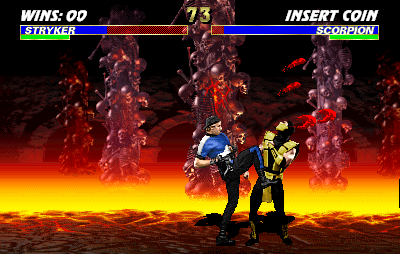 WINS: 00
73
INSERT COIN
STRYKER
SCORPION